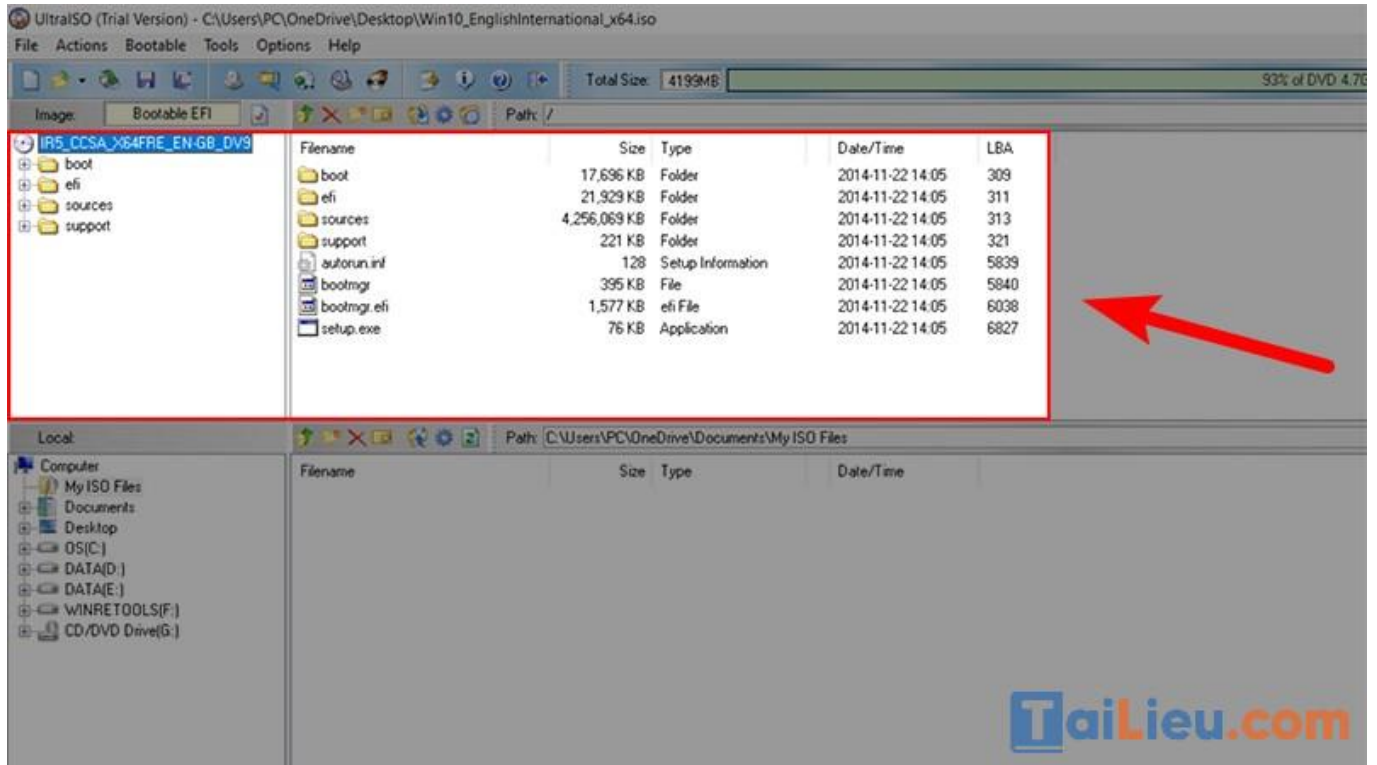 UltraISO (Trial Version) - C:\Users\PC\OneDrive\Desktop\Win10_EnglishInternational_x64.iso
File Actions Bootable Tools Options Help
Total Size: 4199MB 93% of DVD 4.7G
Image: Bootable EFI Path: /
IR5_CCSA_X64FRE_EN-GB_DV9
boot
efi
sources
support
Filename Size Type Date/Time LBA
boot 17,696 KB Folder 2014-11-22 14:05 309
efi 21,929 KB Folder 2014-11-22 14:05 311
sources 4,256,069 KB Folder 2014-11-22 14:05 313
support 221 KB Folder 2014-11-22 14:05 321
autorun.inf 128 Setup Information 2014-11-22 14:05 5839
bootmgr 395 KB File 2014-11-22 14:05 5840
bootmgr.efi 1,577 KB efi File 2014-11-22 14:05 6038
setup.exe 76 KB Application 2014-11-22 14:05 6827
Local: Path: C:\Users\PC\OneDrive\Documents\My ISO Files
Computer
My ISO Files
Documents
Desktop
OS(C:)
DATA(D:)
DATA(E:)
WINRETOOLS(F:)
CD/DVD Drive(G:)
Filename Size Type Date/Time
TaiLieu.com